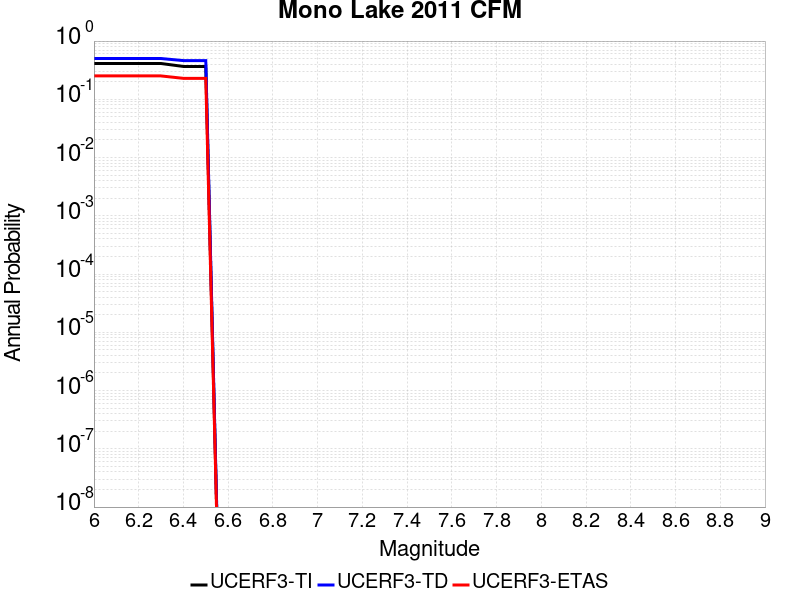 Mono Lake 2011 CFM
10^0
10^-1
10^-2
10^-3
10^-4
10^-5
10^-6
10^-7
10^-8
Annual Probability
6 6.2 6.4 6.6 6.8 7 7.2 7.4 7.6 7.8 8 8.2 8.4 8.6 8.8 9
Magnitude
UCERF3-TI UCERF3-TD UCERF3-ETAS